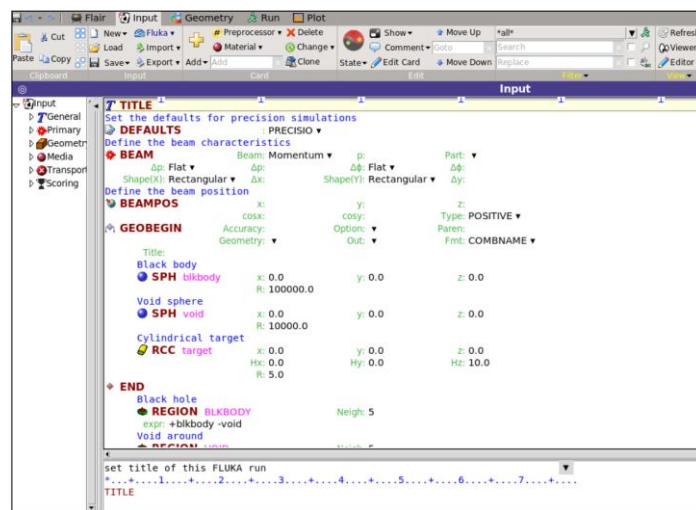 Flair Input Geometry Run Plot
Cut New Fluka Preprocessor Delete Show Move Up *all* Refresh
Load Import Material Change Comment Goto Search Viewer
Paste Copy Save Export Add Add Clone State Edit Card Move Down Replace Editor
Clipboard Input Card Edit Filter View
Input
Input
General
Primary
Geometr
Media
Transport
Scoring
TITLE
Set the defaults for precision simulations
DEFAULTS : PRECISIO
Define the beam characteristics
BEAM Beam: Momentum p: Part:
Δp: Flat Δp: Δϕ: Flat Δϕ:
Shape(X): Rectangular Δx: Shape(Y): Rectangular Δy:
Define the beam position
BEAMPOS x: y: z:
cosx: cosy: Type: POSITIVE
GEOBEGIN Accuracy: Option: Paren:
Geometry: Out: Fmt: COMBNAME
Title:
Black body
SPH blkbody x: 0.0 y: 0.0 z: 0.0
R: 100000.0
Void sphere
SPH void x: 0.0 y: 0.0 z: 0.0
R: 10000.0
Cylindrical target
RCC target x: 0.0 y: 0.0 z: 0.0
Hx: 0.0 Hy: 0.0 Hz: 10.0
R: 5.0
END
Black hole
REGION BLKBODY Neigh: 5
expr: +blkbody -void
Void around
REGION VOID Neigh: 5
set title of this FLUKA run
*...+....1....+....2....+....3....+....4....+....5....+....6....+....7....+....
TITLE